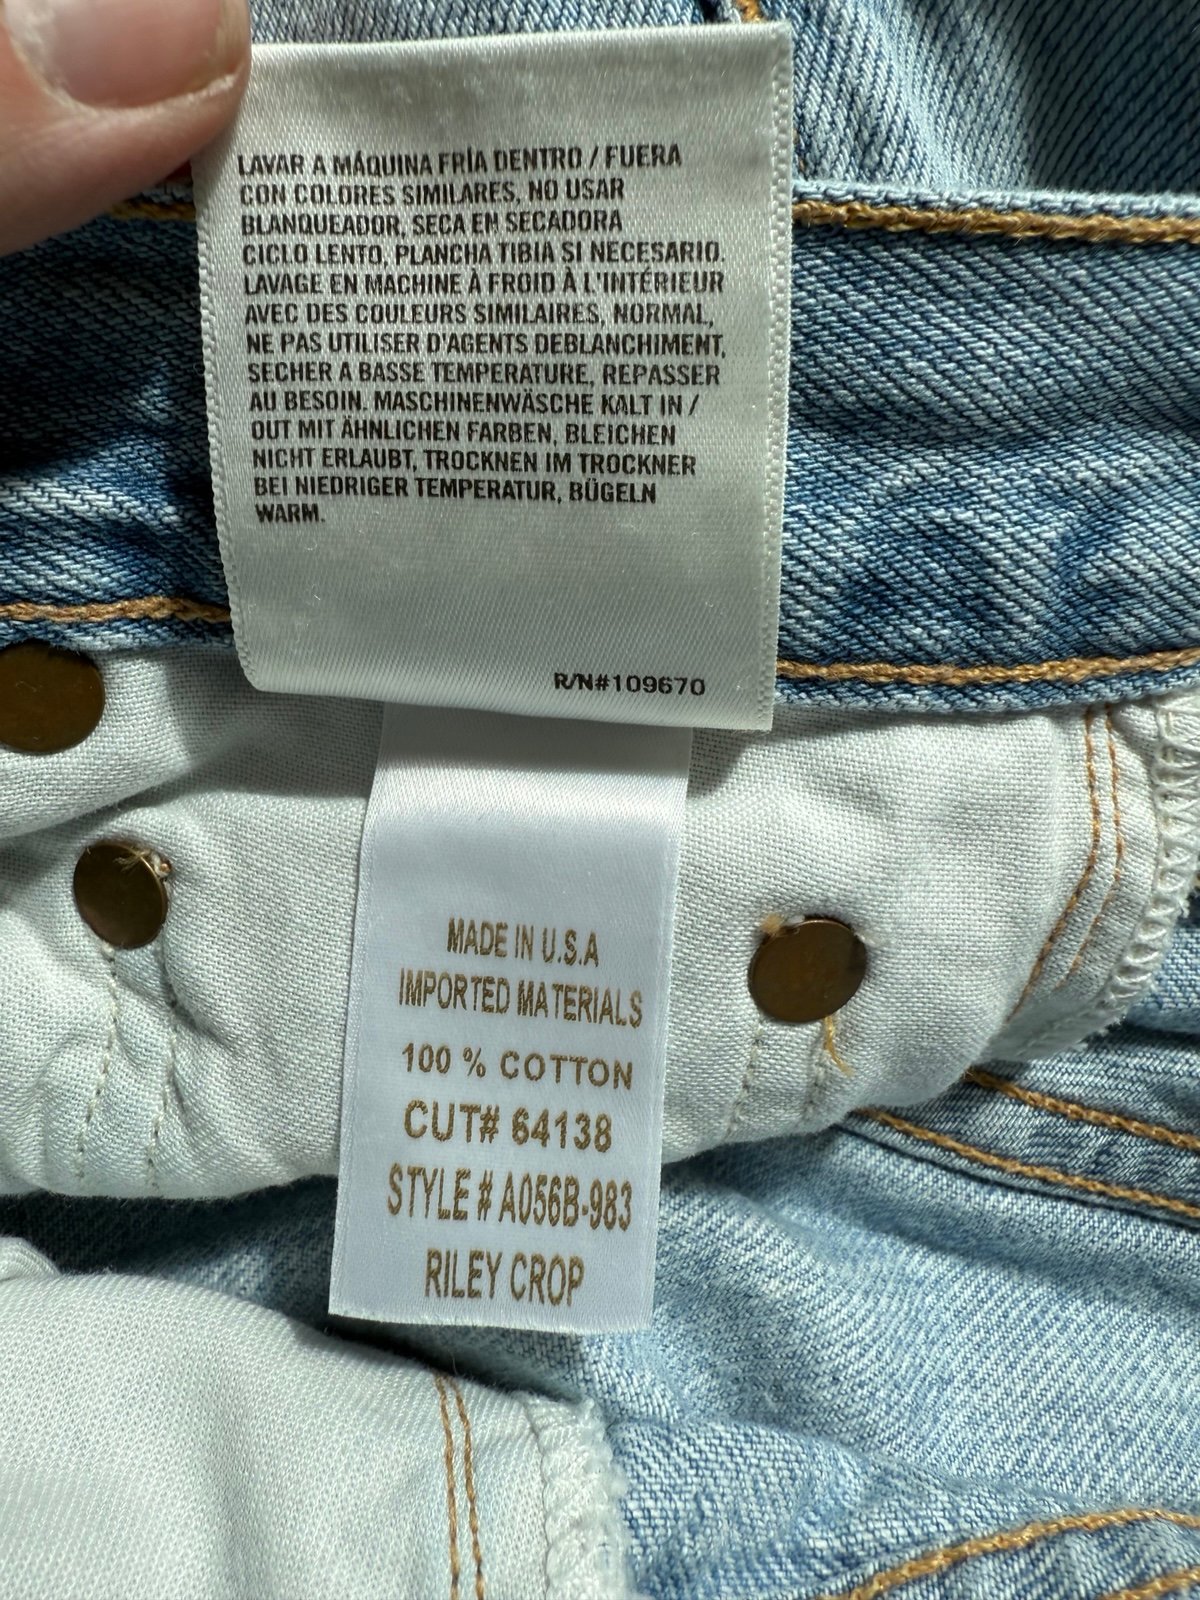 LAVAR A MÁQUINA FRÍA DENTRO / FUERA
CON COLORES SIMILARES, NO USAR
BLANQUEADOR, SECA EN SECADORA
CICLO LENTO, PLANCHA TIBIA SI NECESARIO.
LAVAGE EN MACHINE À FROID À L'INTÉRIEUR
AVEC DES COULEURS SIMILAIRES, NORMAL,
NE PAS UTILISER D'AGENTS DEBLANCHIMENT,
SECHER A BASSE TEMPERATURE, REPASSER
AU BESOIN. MASCHINENWÄSCHE KALT IN /
OUT MIT ÄHNLICHEN FARBEN, BLEICHEN
NICHT ERLAUBT, TROCKNEN IM TROCKNER
BEI NIEDRIGER TEMPERATUR, BÜGELN
WARM.
R/N#109670
MADE IN U.S.A
IMPORTED MATERIALS
100 % COTTON
CUT# 64138
STYLE # A056B-983
RILEY CROP